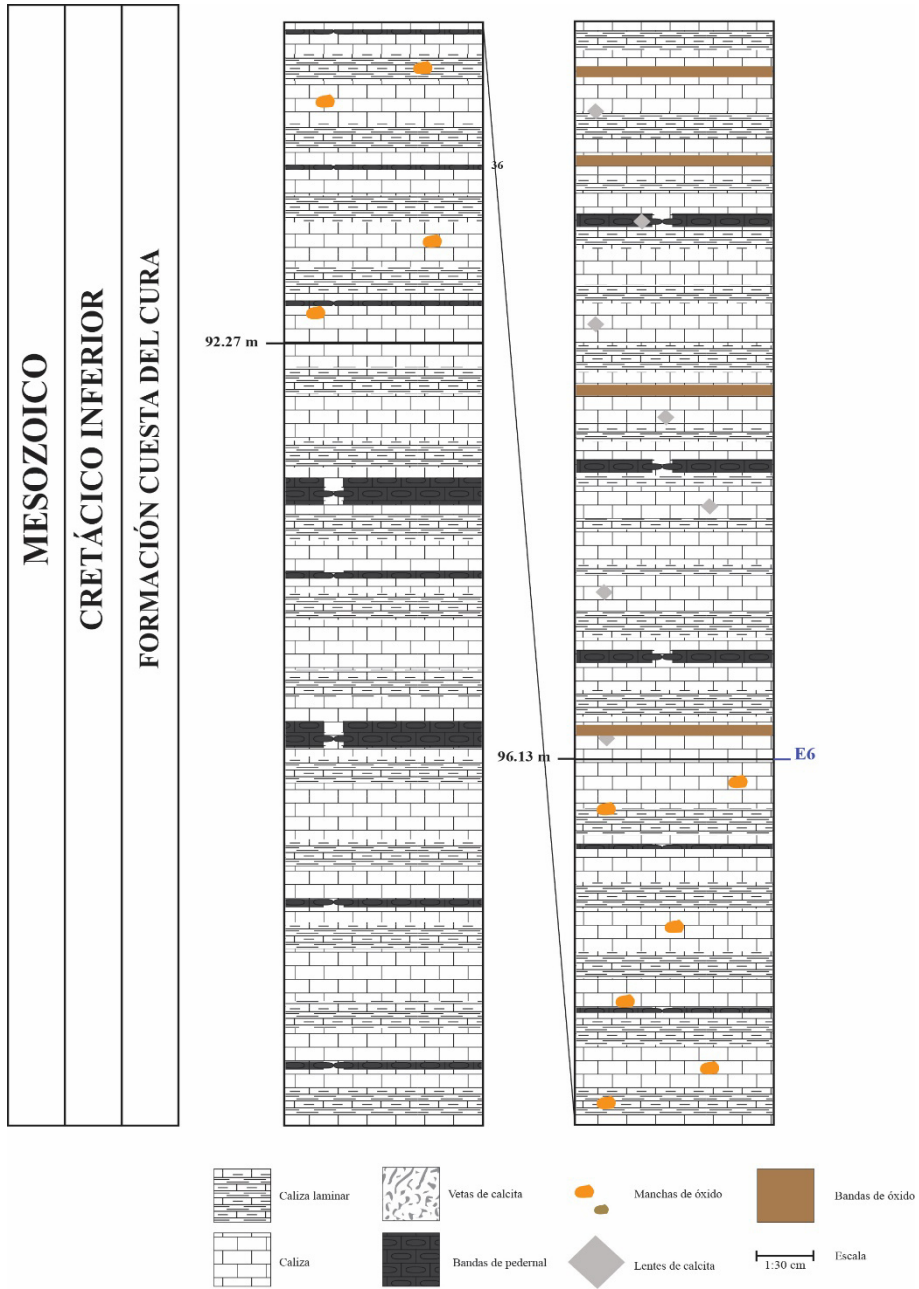 MESOZOICO
CRETÁCICO INFERIOR
FORMACIÓN CUESTA DEL CURA
36
92.27 m
96.13 m
E6
Caliza laminar
Vetas de calcita
Manchas de óxido
Bandas de óxido
Caliza
Bandas de pedernal
Lentes de calcita
Escala
1:30 cm